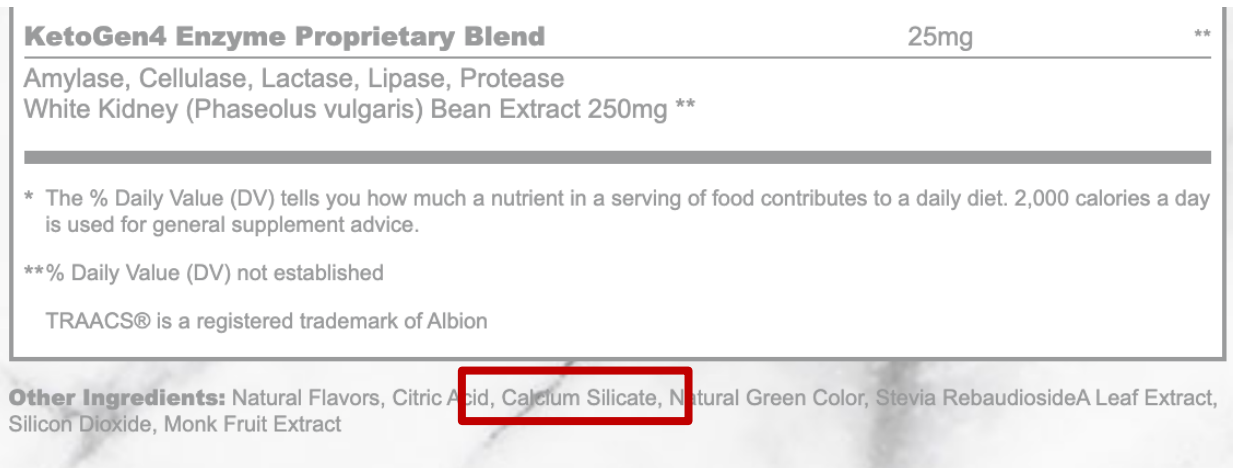 KetoGen4 Enzyme Proprietary Blend 25mg **
Amylase, Cellulase, Lactase, Lipase, Protease
White Kidney (Phaseolus vulgaris) Bean Extract 250mg **
* The % Daily Value (DV) tells you how much a nutrient in a serving of food contributes to a daily diet. 2,000 calories a day
is used for general supplement advice.
**% Daily Value (DV) not established
TRAACS® is a registered trademark of Albion
Other Ingredients: Natural Flavors, Citric Acid, Calcium Silicate, Natural Green Color, Stevia RebaudiosideA Leaf Extract,
Silicon Dioxide, Monk Fruit Extract